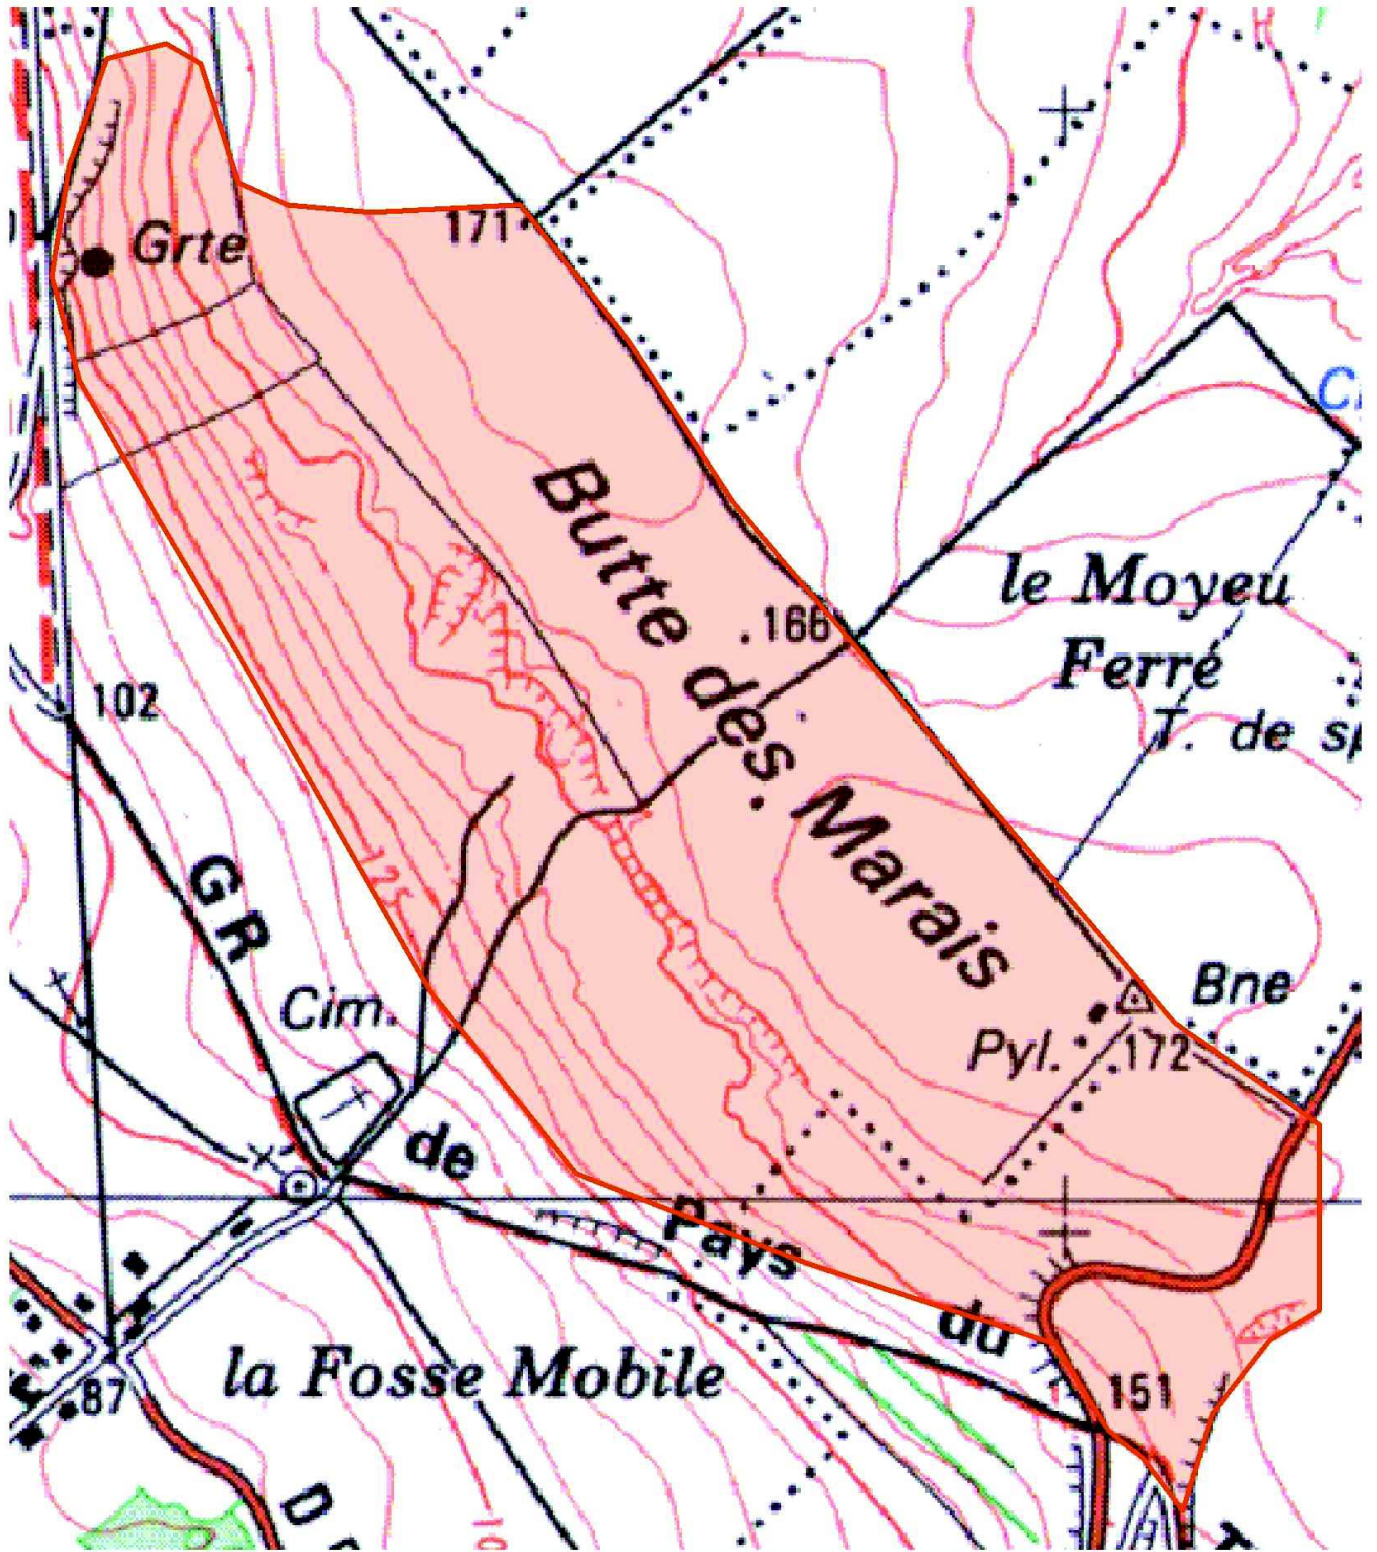 171
Grte
Butte des Marais
.166
le Moyeu
Ferré
T. de sp
102
125
GR
Cim.
Bne
Pyl.
172
de
Pays
du
la Fosse Mobile
151
87